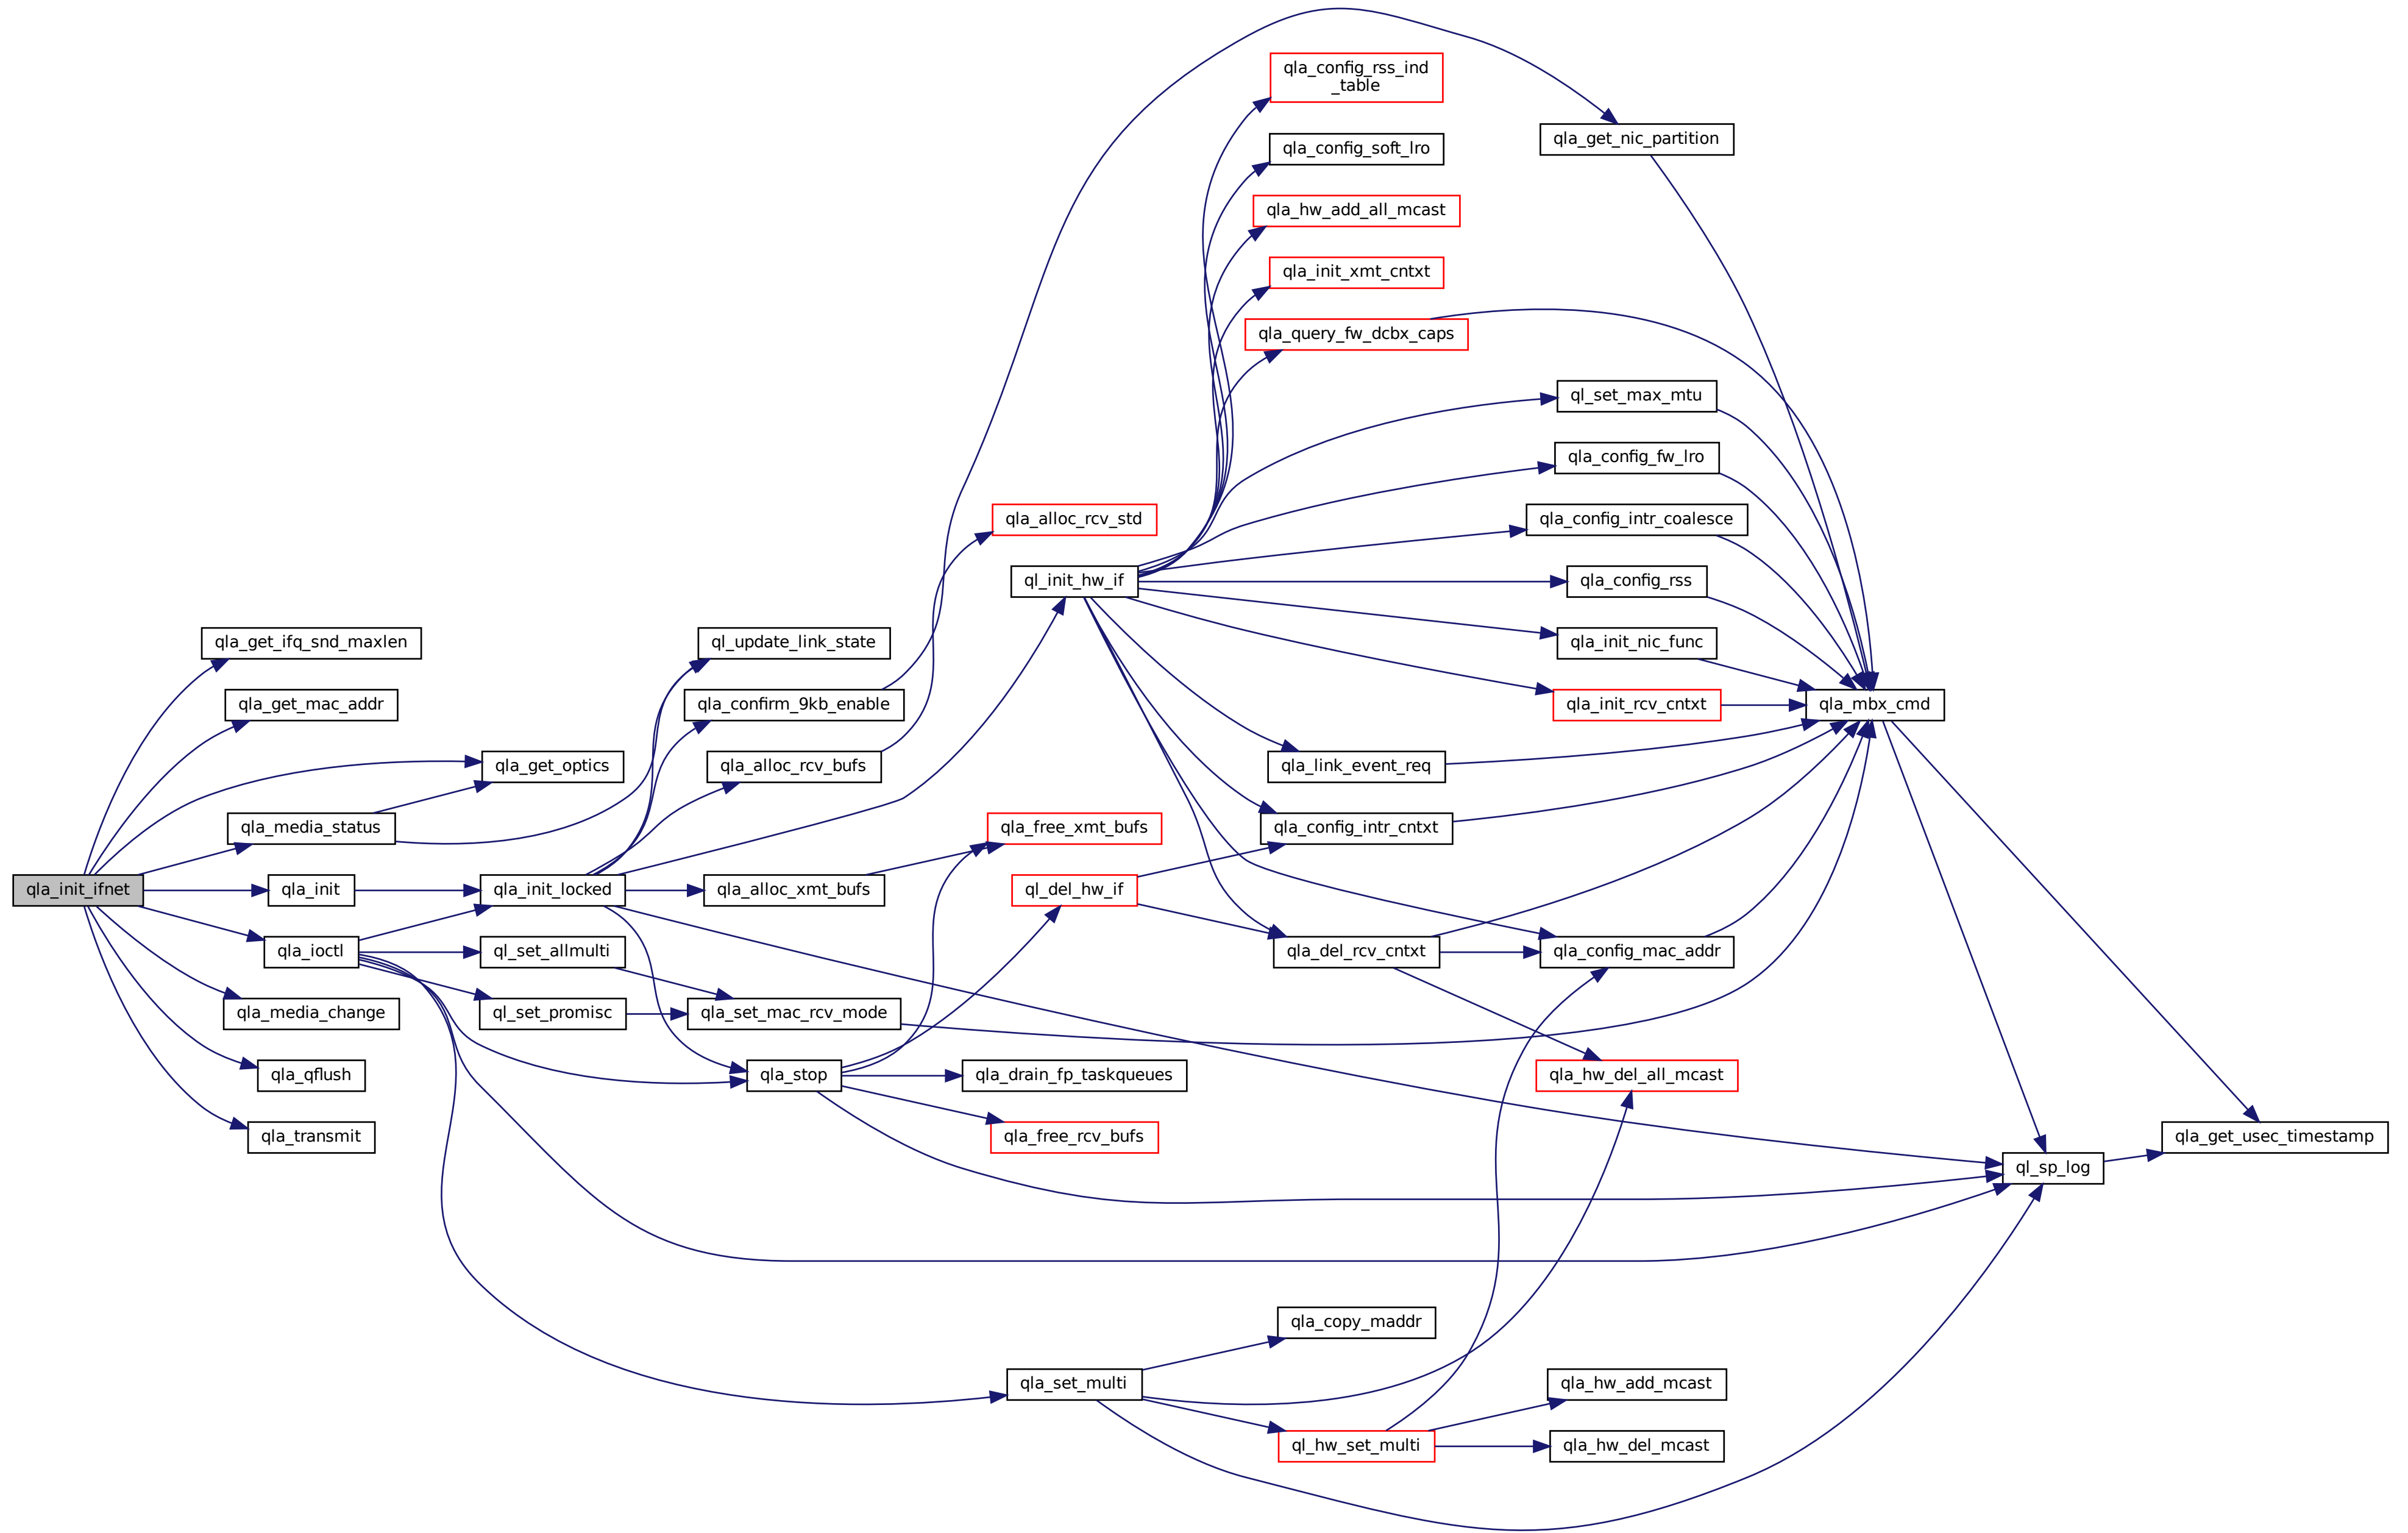 qla_config_rss_ind
_table
qla_get_nic_partition
qla_config_soft_lro
qla_hw_add_all_mcast
qla_init_xmt_cntxt
qla_query_fw_dcbx_caps
ql_set_max_mtu
qla_config_fw_lro
qla_alloc_rcv_std
qla_config_intr_coalesce
ql_init_hw_if
qla_config_rss
qla_get_ifq_snd_maxlen
ql_update_link_state
qla_init_nic_func
qla_get_mac_addr
qla_confirm_9kb_enable
qla_init_rcv_cntxt
qla_mbx_cmd
qla_get_optics
qla_alloc_rcv_bufs
qla_link_event_req
qla_media_status
qla_free_xmt_bufs
qla_config_intr_cntxt
qla_init_ifnet
qla_init
qla_init_locked
qla_alloc_xmt_bufs
ql_del_hw_if
qla_ioctl
ql_set_allmulti
qla_del_rcv_cntxt
qla_config_mac_addr
qla_media_change
ql_set_promisc
qla_set_mac_rcv_mode
qla_qflush
qla_stop
qla_drain_fp_taskqueues
qla_hw_del_all_mcast
qla_transmit
qla_free_rcv_bufs
qla_get_usec_timestamp
ql_sp_log
qla_copy_maddr
qla_set_multi
qla_hw_add_mcast
ql_hw_set_multi
qla_hw_del_mcast